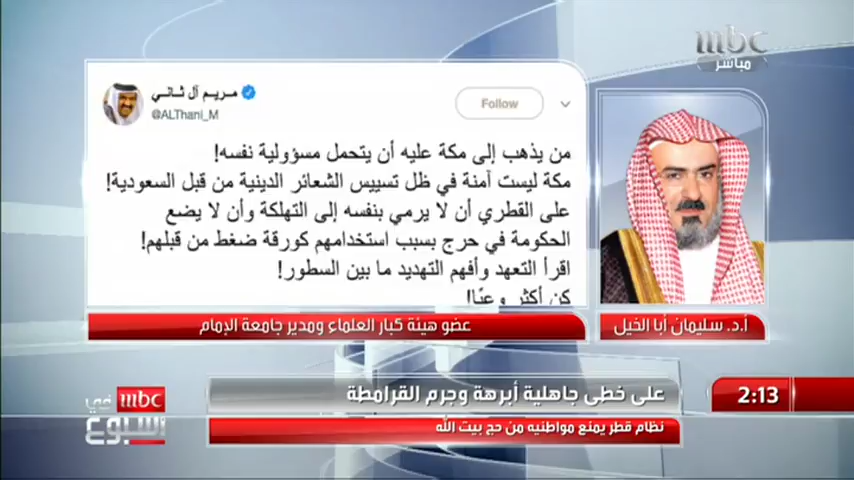 mbc
مباشر
مريم آل ثاني
@ALThani_M
Follow
من يذهب إلى مكة عليه أن يتحمل مسؤولية نفسه!
مكة ليست آمنة في ظل تسييس الشعائر الدينية من قبل السعودية!
على القطري أن لا يرمي بنفسه إلى التهلكة وأن لا يضع
الحكومة في حرج بسبب استخدامهم كورقة ضغط من قبلهم!
اقرأ التعهد وأفهم التهديد ما بين السطور!
كن أكثر وعيًا!
أ.د. سليمان أبا الخيل
عضو هيئة كبار العلماء ومدير جامعة الإمام
على خطى جاهلية أبرهة وجرم القرامطة
2:13
نظام قطر يمنع مواطنيه من حج بيت الله
mbc في
إسبوع